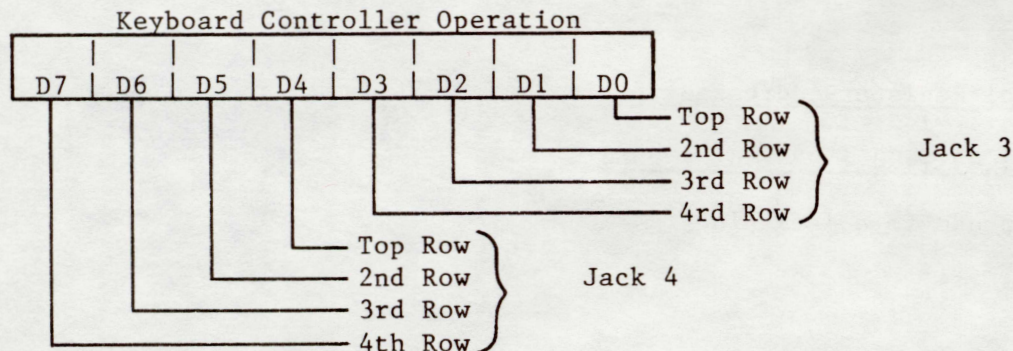 Keyboard Controller Operation
D7 D6 D5 D4 D3 D2 D1 D0
Top Row
2nd Row Jack 3
3rd Row
4rd Row
Top Row
2nd Row Jack 4
3rd Row
4th Row